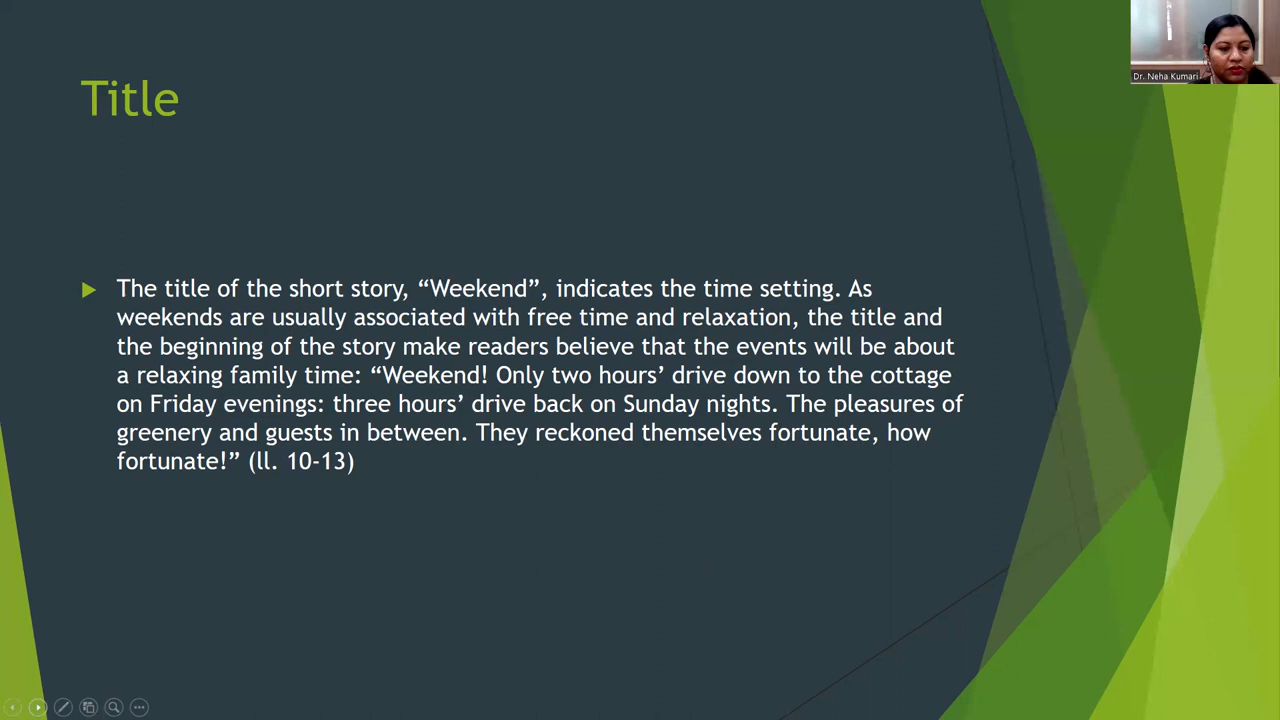 Dr. Neha Kumari
Title
The title of the short story, “Weekend”, indicates the time setting. As
weekends are usually associated with free time and relaxation, the title and
the beginning of the story make readers believe that the events will be about
a relaxing family time: “Weekend! Only two hours’ drive down to the cottage
on Friday evenings: three hours’ drive back on Sunday nights. The pleasures of
greenery and guests in between. They reckoned themselves fortunate, how
fortunate!” (ll. 10-13)